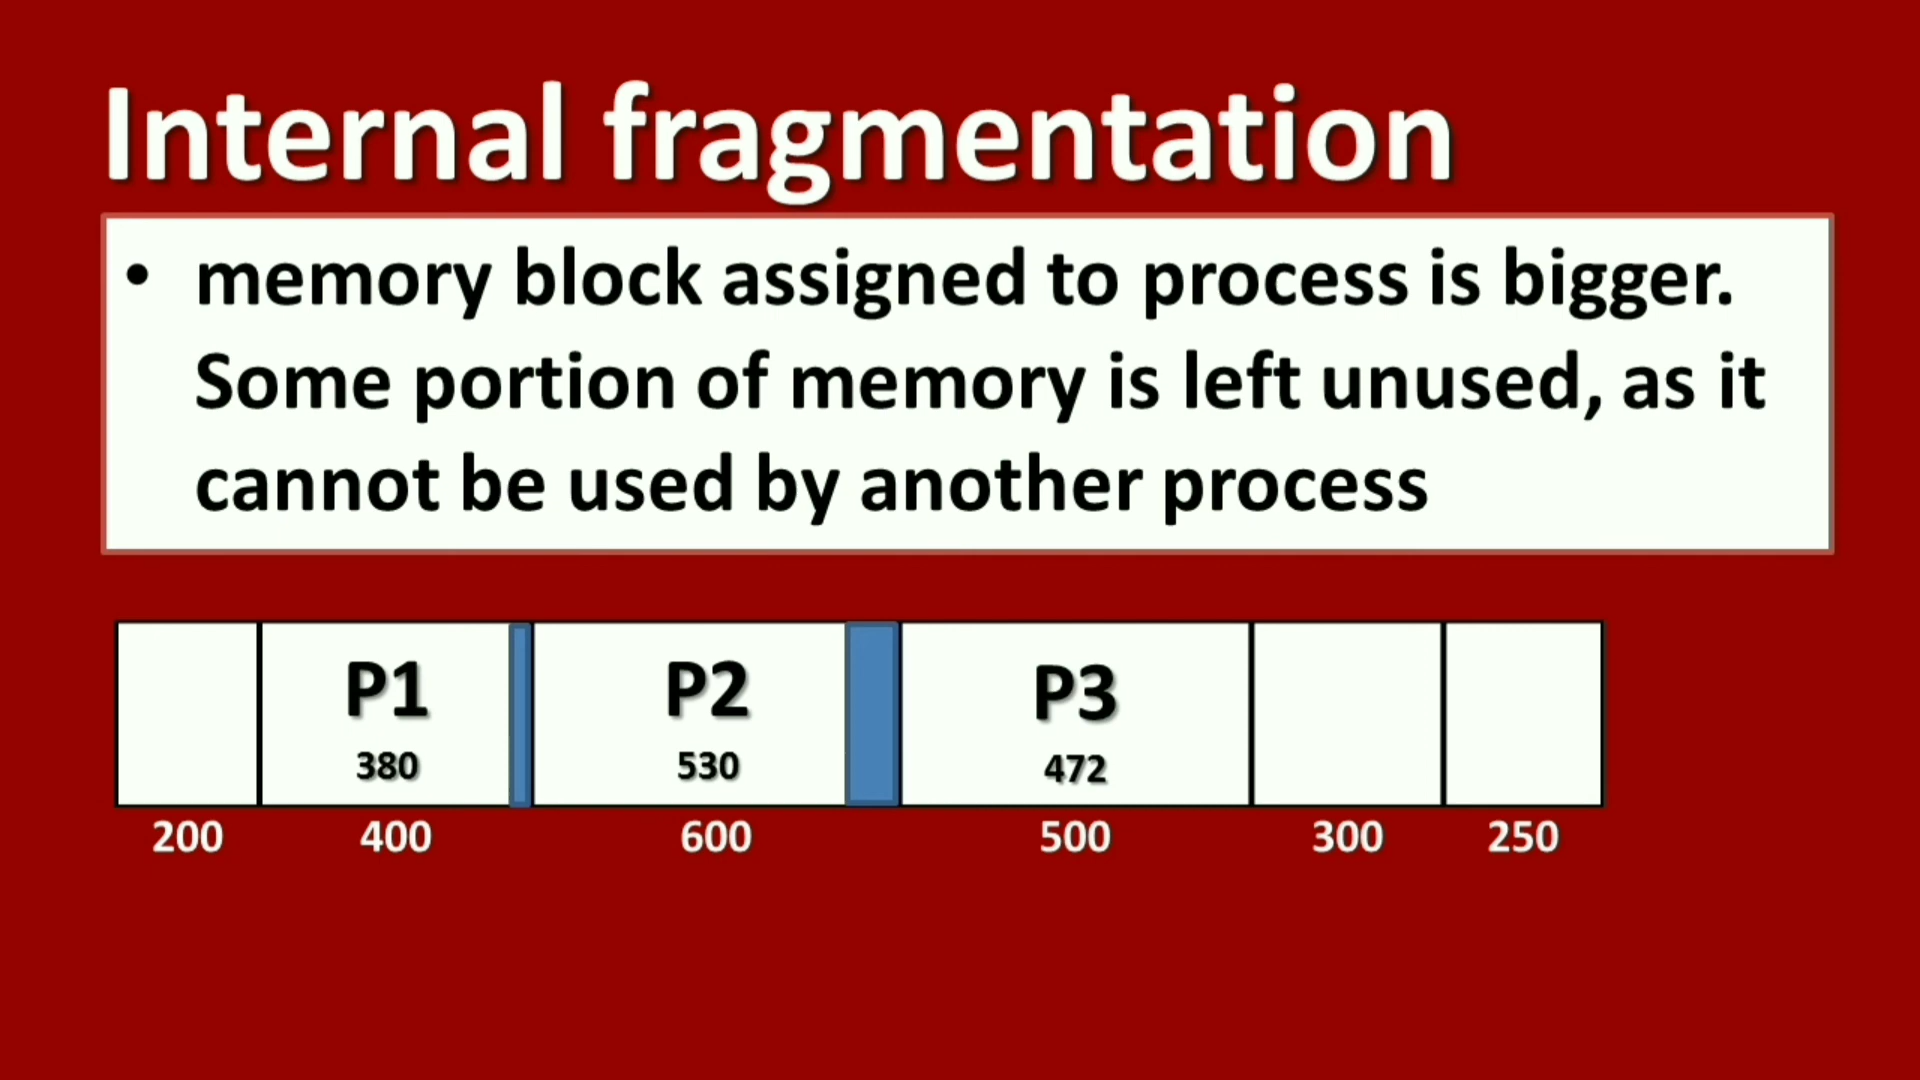 Internal fragmentation
• memory block assigned to process is bigger.
Some portion of memory is left unused, as it
cannot be used by another process
P1 P2 P3
380 530 472
200 400 600 500 300 250